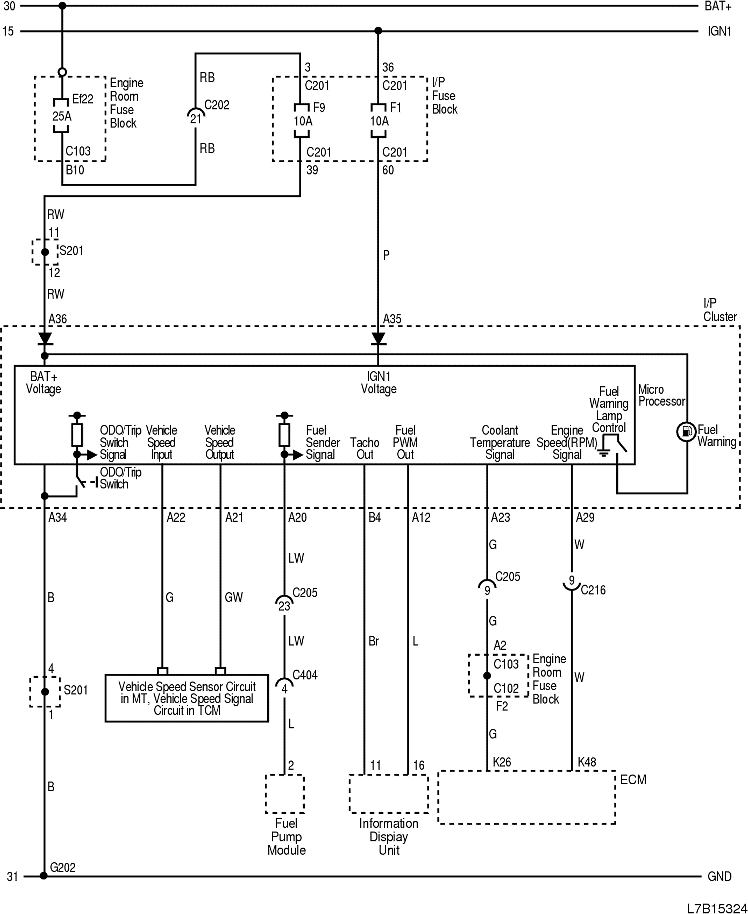 30
BAT+
15
IGN1
Ef22
25A
C103
B10
Engine
Room
Fuse
Block
RB
C202
21
RB
3
C201
F9
10A
C201
39
36
C201
F1
10A
C201
60
I/P
Fuse
Block
RW
11
S201
12
RW
P
A36
A35
I/P
Cluster
BAT+
Voltage
IGN1
Voltage
Micro
Processor
ODO/Trip
Switch
Signal
ODO/Trip
Switch
Vehicle
Speed
Input
Vehicle
Speed
Output
Fuel
Sender
Signal
Tacho
Out
Fuel
PWM
Out
Coolant
Temperature
Signal
Engine
Speed(RPM)
Signal
Fuel
Warning
Lamp
Control
Fuel
Warning
A34
A22
A21
A20
B4
A12
A23
A29
B
G
GW
LW
C205
23
LW
C404
4
L
2
Br
L
11
16
G
C205
9
G
A2
C103
C102
F2
Engine
Room
Fuse
Block
G
K26
W
9
C216
W
K48
ECM
4
S201
1
B
Vehicle Speed Sensor Circuit
in MT, Vehicle Speed Signal
Circuit in TCM
Fuel
Pump
Module
Information
Display
Unit
G202
31
GND
L7B15324